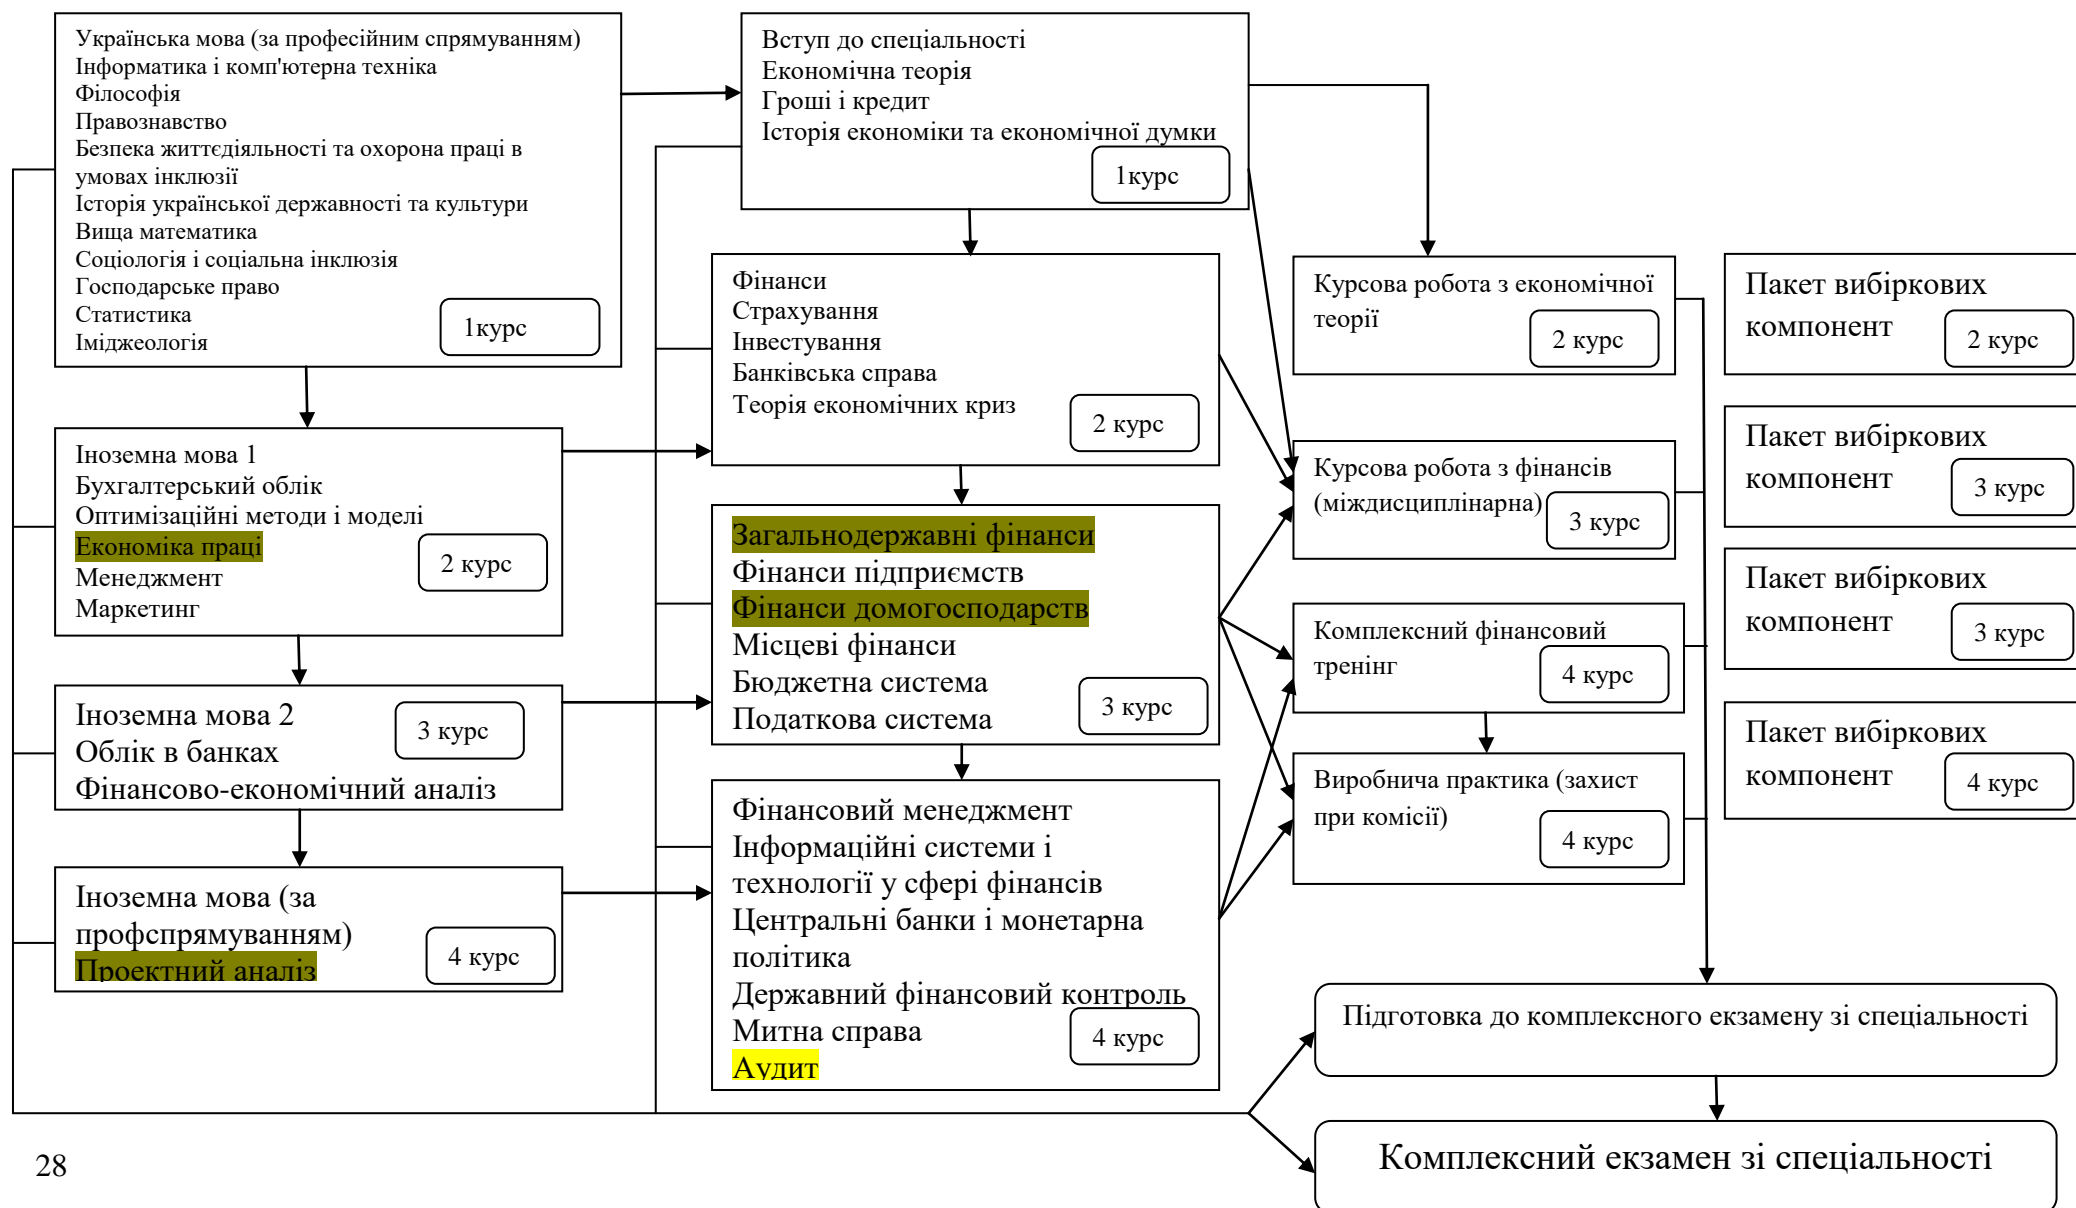 Українська мова (за професійним спрямуванням)
Інформатика і комп'ютерна техніка
Філософія
Правознавство
Безпека життєдіяльності та охорона праці в
умовах інклюзії
Історія української державності та культури
Вища математика
Соціологія і соціальна інклюзія
Господарське право
Статистика
Іміджеологія
1курс
Іноземна мова 1
Бухгалтерський облік
Оптимізаційні методи і моделі
Економіка праці
Менеджмент
Маркетинг
2 курс
Іноземна мова 2
Облік в банках
Фінансово-економічний аналіз
3 курс
Іноземна мова (за
профспрямуванням)
Проектний аналіз
4 курс
Вступ до спеціальності
Економічна теорія
Гроші і кредит
Історія економіки та економічної думки
1курс
Фінанси
Страхування
Інвестування
Банківська справа
Теорія економічних криз
2 курс
Загальнодержавні фінанси
Фінанси підприємств
Фінанси домогосподарств
Місцеві фінанси
Бюджетна система
Податкова система
3 курс
Фінансовий менеджмент
Інформаційні системи і
технології у сфері фінансів
Центральні банки і монетарна
політика
Державний фінансовий контроль
Митна справа
Аудит
4 курс
Курсова робота з економічної
теорії
2 курс
Курсова робота з фінансів
(міждисциплінарна)
3 курс
Комплексний фінансовий
тренінг
4 курс
Виробнича практика (захист
при комісії)
4 курс
Пакет вибіркових
компонент
2 курс
Пакет вибіркових
компонент
3 курс
Пакет вибіркових
компонент
3 курс
Пакет вибіркових
компонент
4 курс
Підготовка до комплексного екзамену зі спеціальності
Комплексний екзамен зі спеціальності
28